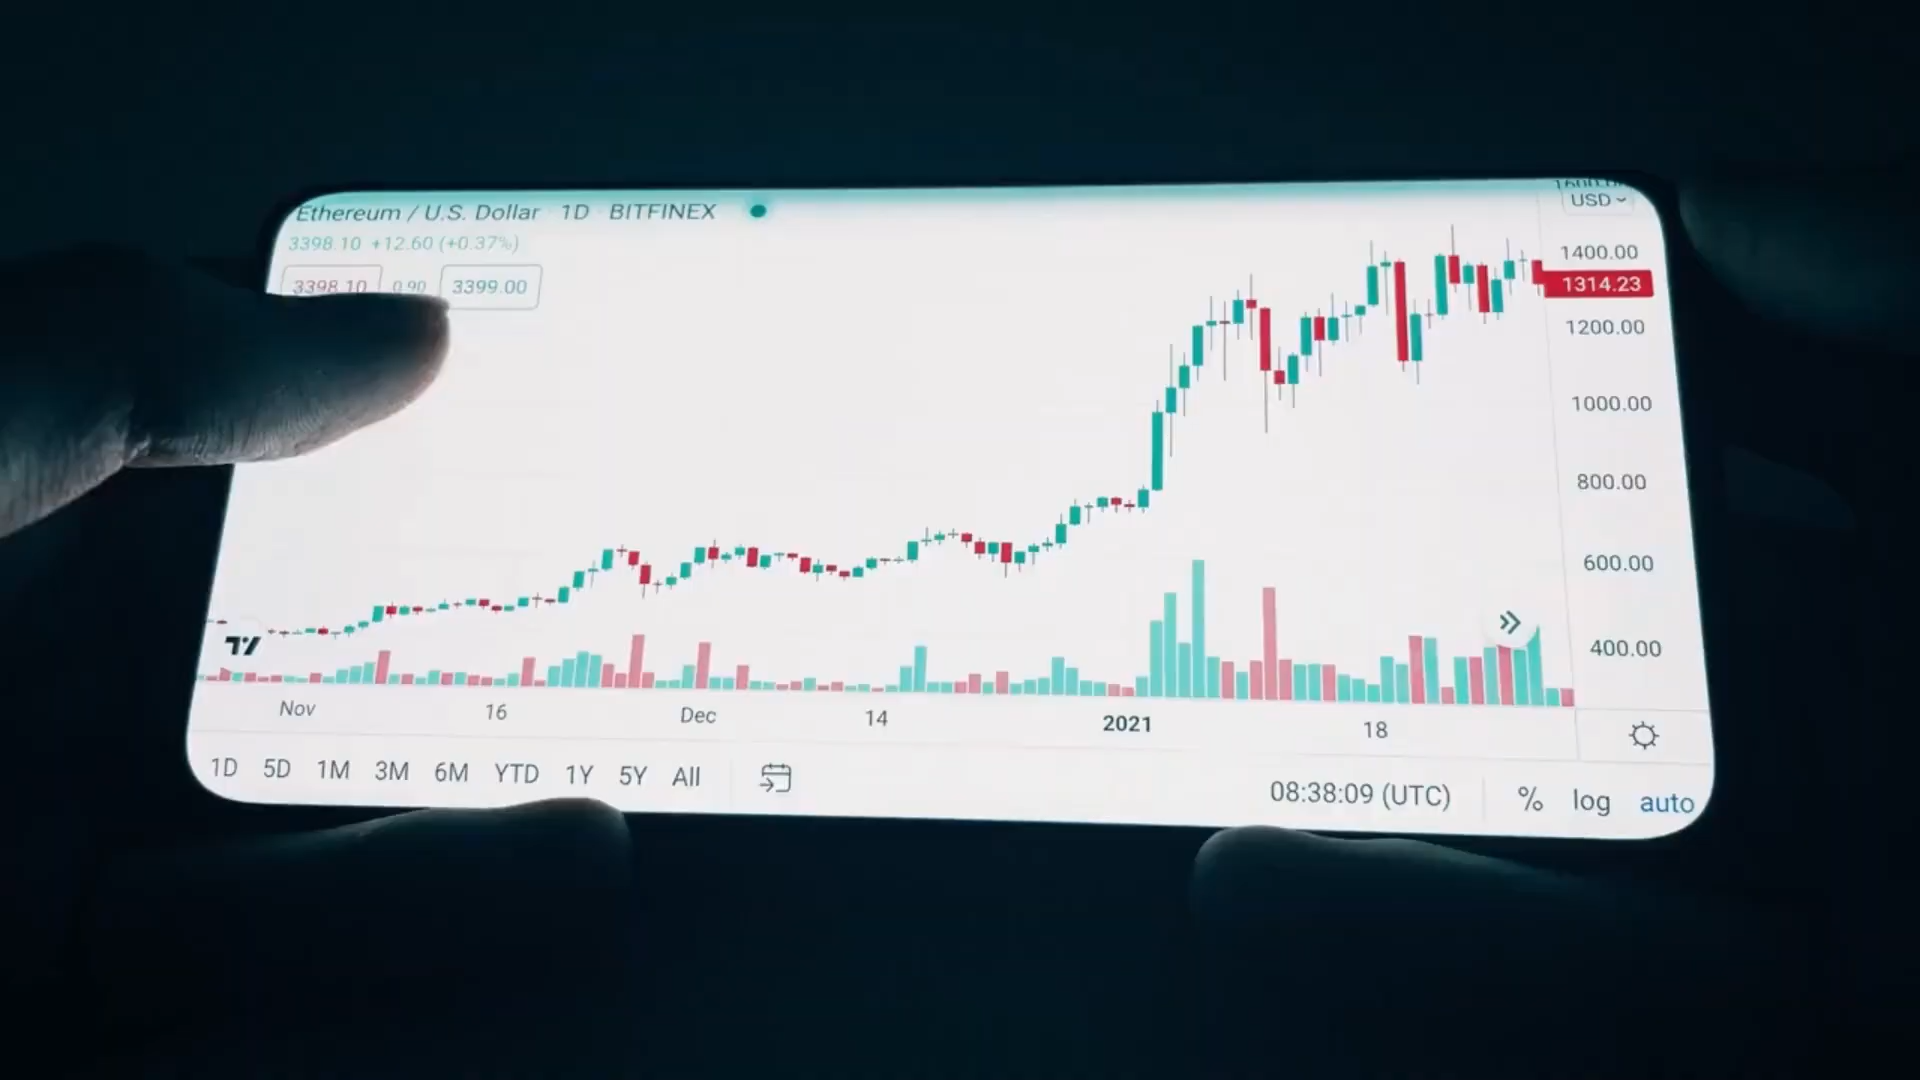 Ethereum / U.S. Dollar 1D BITFINEX
USD
3398.10 +12.60 (+0.37%)
3398.10 0.90 3399.00
1400.00
1314.23
1200.00
1000.00
800.00
600.00
400.00
Nov 16 Dec 14 2021 18
1D 5D 1M 3M 6M YTD 1Y 5Y All
08:38:09 (UTC) % log auto